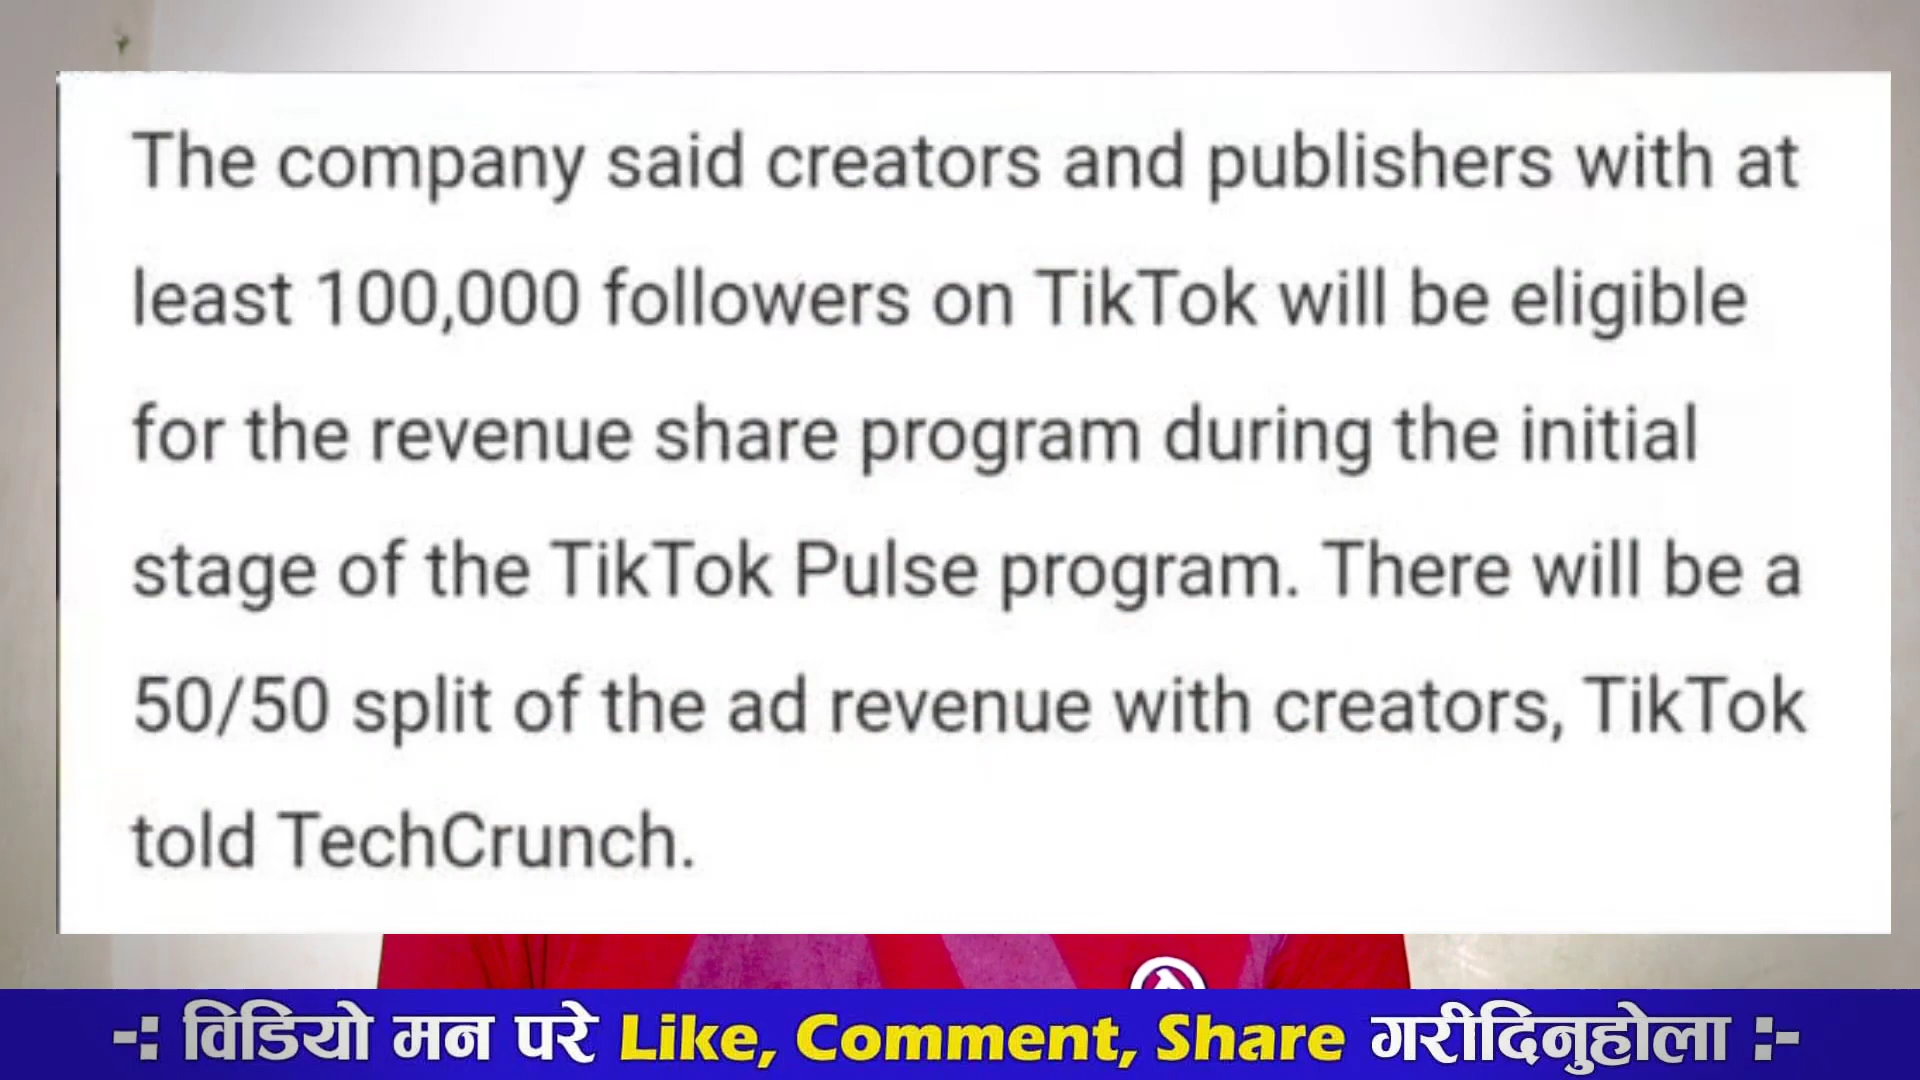 The company said creators and publishers with at
least 100,000 followers on TikTok will be eligible
for the revenue share program during the initial
stage of the TikTok Pulse program. There will be a
50/50 split of the ad revenue with creators, TikTok
told TechCrunch.
-: विडियो मन परे Like, Comment, Share गरीदिनुहोला :-